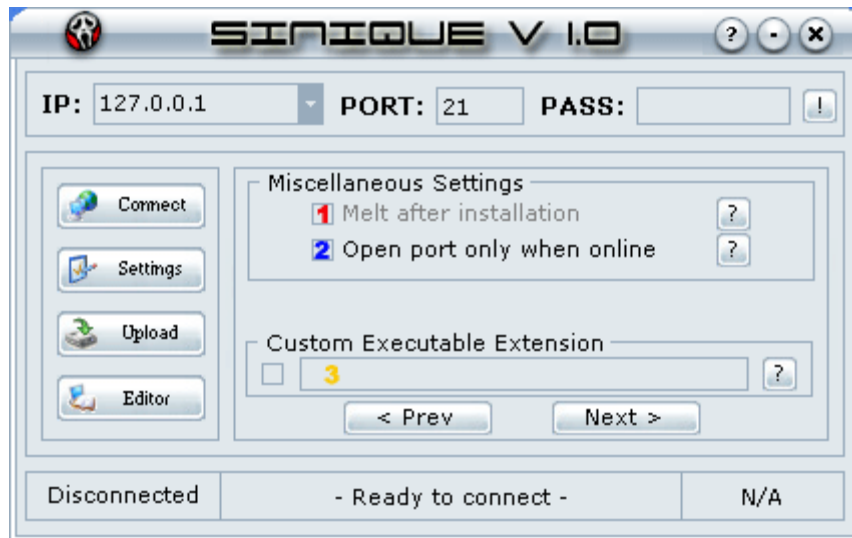 SINIQUE V 1.0 ? - x
IP: 127.0.0.1 PORT: 21 PASS: !
Miscellaneous Settings
1 Melt after installation ?
2 Open port only when online ?
Custom Executable Extension
3 ?
< Prev Next >
Connect
Settings
Upload
Editor
Disconnected - Ready to connect - N/A